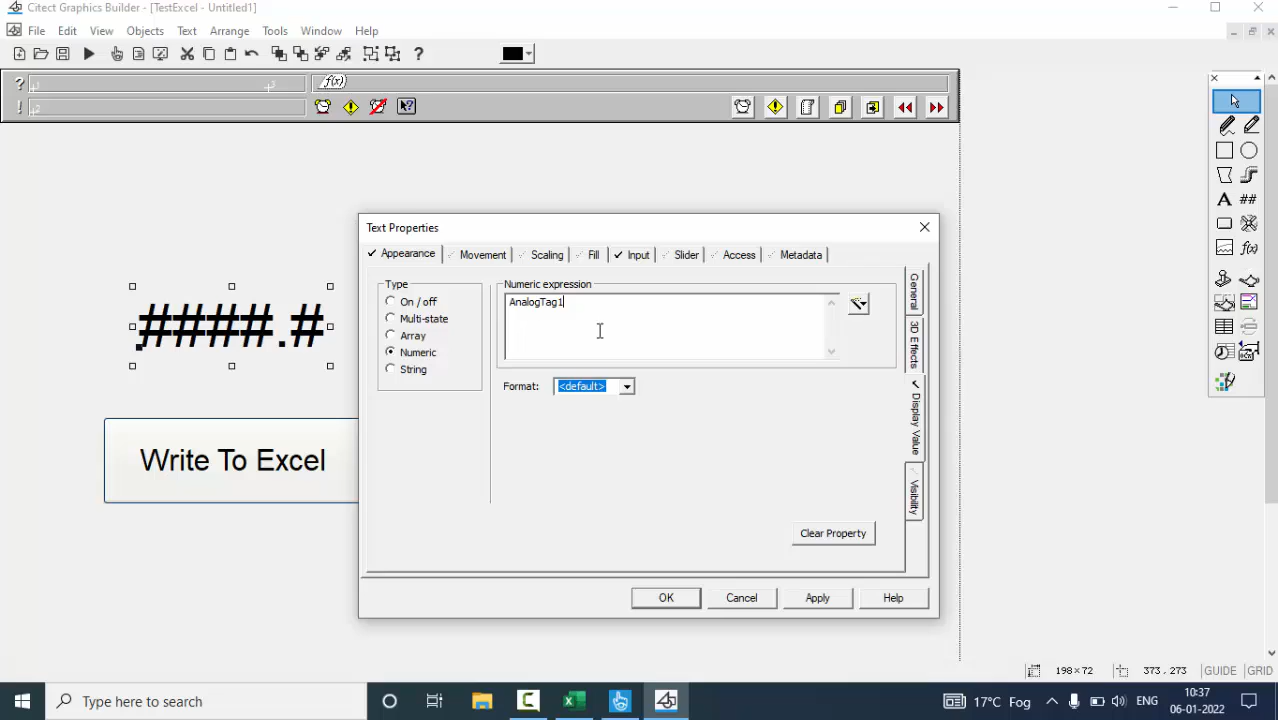 Citect Graphics Builder - [TestExcel - Untitled1]
File Edit View Objects Text Arrange Tools Window Help
?
? f(x)
!
Text Properties
Appearance Movement Scaling Fill Input Slider Access Metadata
Type
On / off
Multi-state
Array
Numeric
String
Numeric expression
AnalogTag1
Format: <default>
General
3D Effects
Display Value
Visibility
Clear Property
OK Cancel Apply Help
####.#
Write To Excel
A ##
f(x)
198×72 373,273 GUIDE GRID
Type here to search
17°C Fog ENG 10:37
06-01-2022